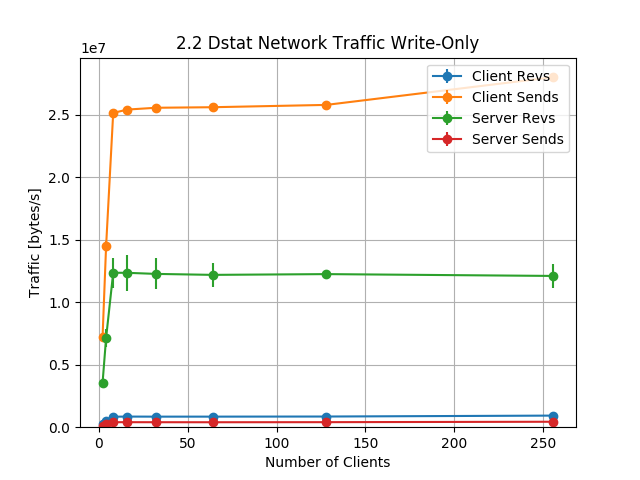 2.2 Dstat Network Traffic Write-Only
1e7
Client Revs
Client Sends
Server Revs
Server Sends
2.5
2.0
1.5
1.0
0.5
0.0
Traffic [bytes/s]
0 50 100 150 200 250
Number of Clients